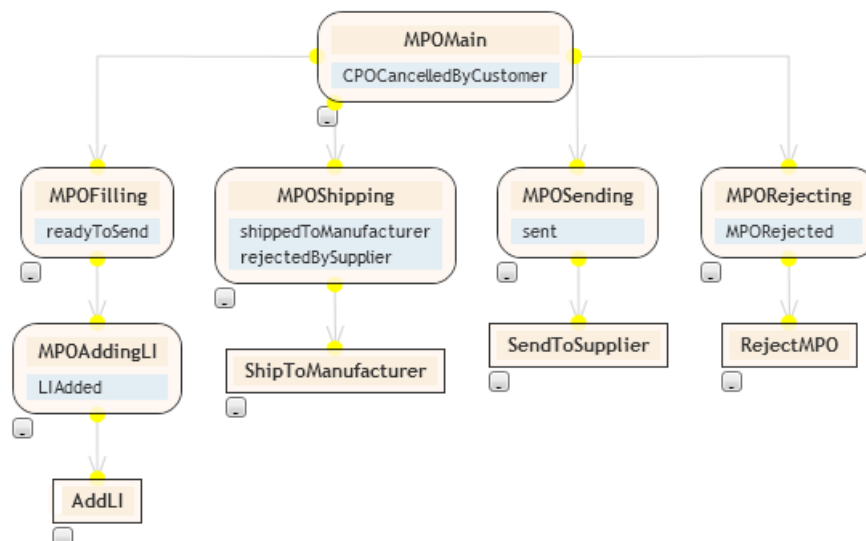 MPOMain
CPOCancelledByCustomer
MPOFilling
readyToSend
MPOShipping
shippedToManufacturer
rejectedBySupplier
MPOSending
sent
MPORejecting
MPORejected
MPOAddingLI
LIAdded
ShipToManufacturer
SendToSupplier
RejectMPO
AddLI